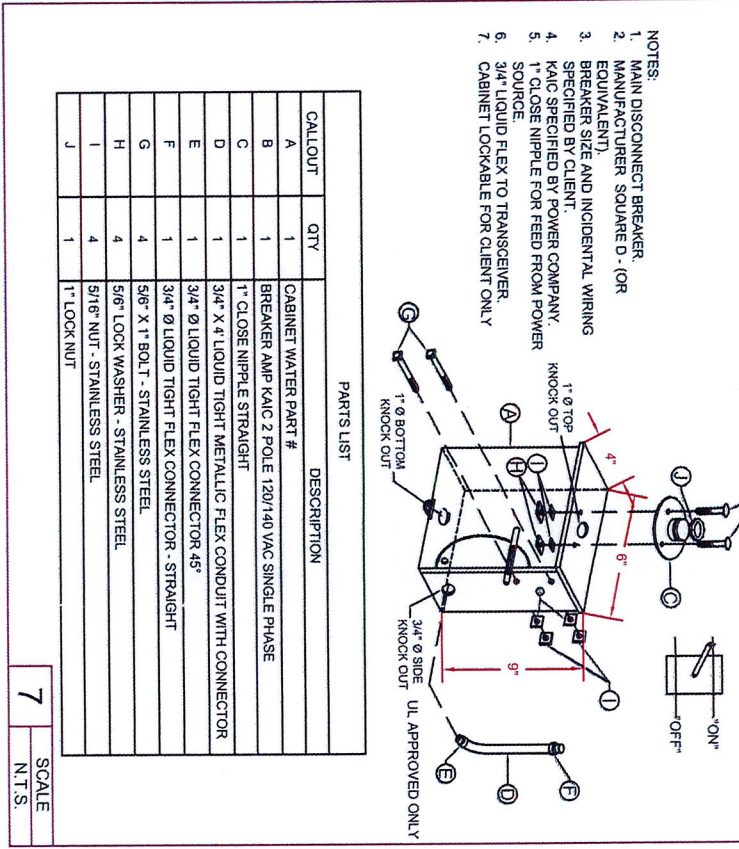 NOTES:
1. MAIN DISCONNECT BREAKER.
2. MANUFACTURER SQUARE D - (OR
EQUIVALENT).
3. BREAKER SIZE AND INCIDENTAL WIRING
SPECIFIED BY CLIENT.
4. KAIC SPECIFIED BY POWER COMPANY.
5. 1" CLOSE NIPPLE FOR FEED FROM POWER
SOURCE.
6. 3/4" LIQUID FLEX TO TRANSCEIVER.
7. CABINET LOCKABLE FOR CLIENT ONLY
"ON"
"OFF"
J
C
4"
6"
1" Ø TOP
KNOCK OUT
A
H
I
G
9"
I
1" Ø BOTTOM
KNOCK OUT
3/4" Ø SIDE
KNOCK OUT
UL APPROVED ONLY
F
D
E
PARTS LIST
CALLOUT QTY DESCRIPTION
A 1 CABINET WATER PART #
B 1 BREAKER AMP KAIC 2 POLE 120/140 VAC SINGLE PHASE
C 1 1" CLOSE NIPPLE STRAIGHT
D 1 3/4" X 4' LIQUID TIGHT METALLIC FLEX CONDUIT WITH CONNECTOR
E 1 3/4" Ø LIQUID TIGHT FLEX CONNECTOR 45°
F 1 3/4" Ø LIQUID TIGHT FLEX CONNECTOR - STRAIGHT
G 4 5/6" X 1" BOLT - STAINLESS STEEL
H 4 5/6" LOCK WASHER - STAINLESS STEEL
I 4 5/16" NUT - STAINLESS STEEL
J 1 1" LOCK NUT
7
SCALE
N.T.S.